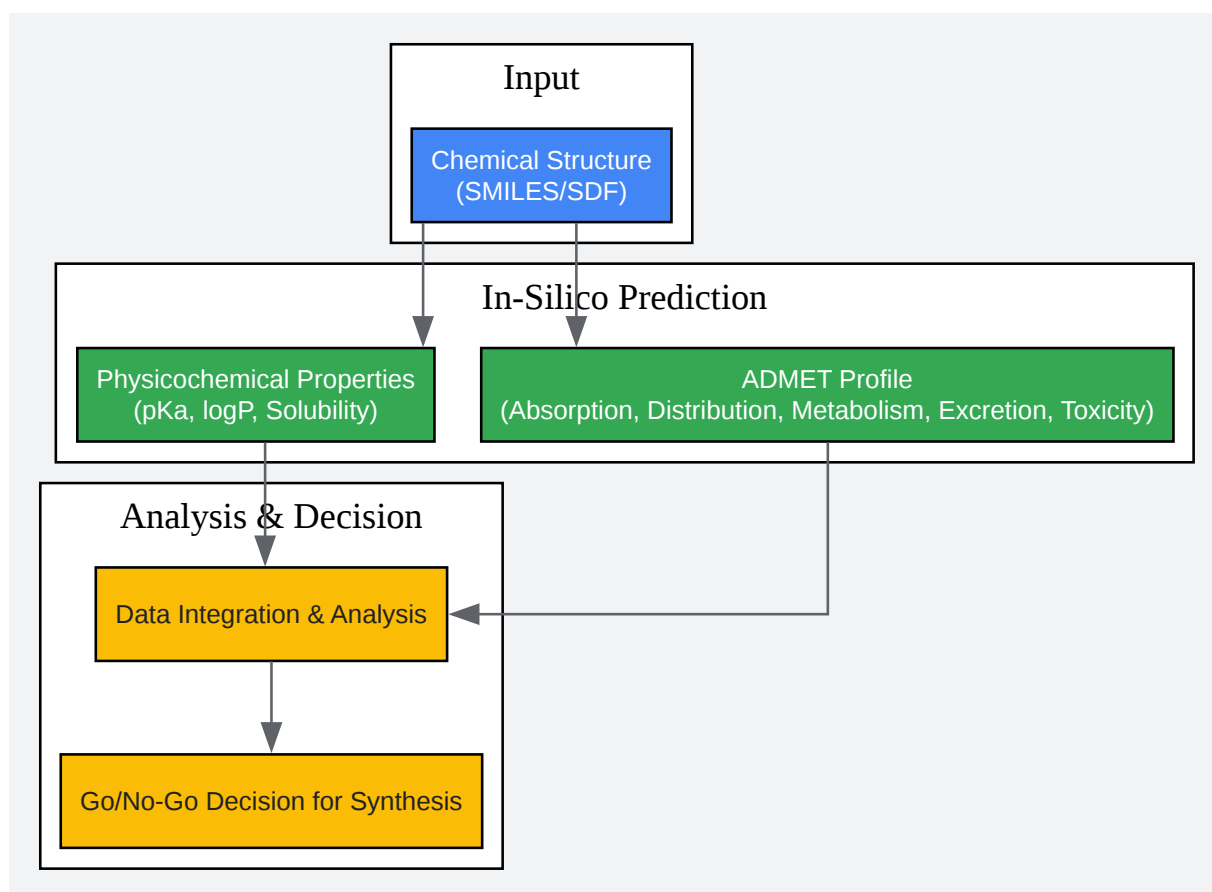 Input
Chemical Structure
(SMILES/SDF)
In-Silico Prediction
Physicochemical Properties
(pKa, logP, Solubility)
ADMET Profile
(Absorption, Distribution, Metabolism, Excretion, Toxicity)
Analysis & Decision
Data Integration & Analysis
Go/No-Go Decision for Synthesis